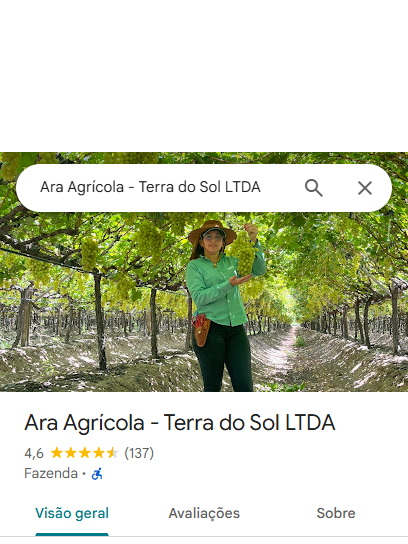 Ara Agrícola - Terra do Sol LTDA
Ara Agrícola - Terra do Sol LTDA
4,6 (137)
Fazenda ·
Visão geral Avaliações Sobre